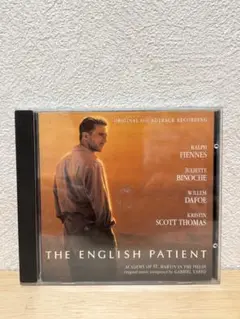 ORIGINAL SOUNDTRACK RECORDING
RALPH
FIENNES
JULIETTE
BINOCHE
WILLEM
DAFOE
KRISTIN
SCOTT THOMAS
THE ENGLISH PATIENT
ACADEMY OF ST. MARTIN IN THE FIELDS
original music composed by GABRIEL YARED